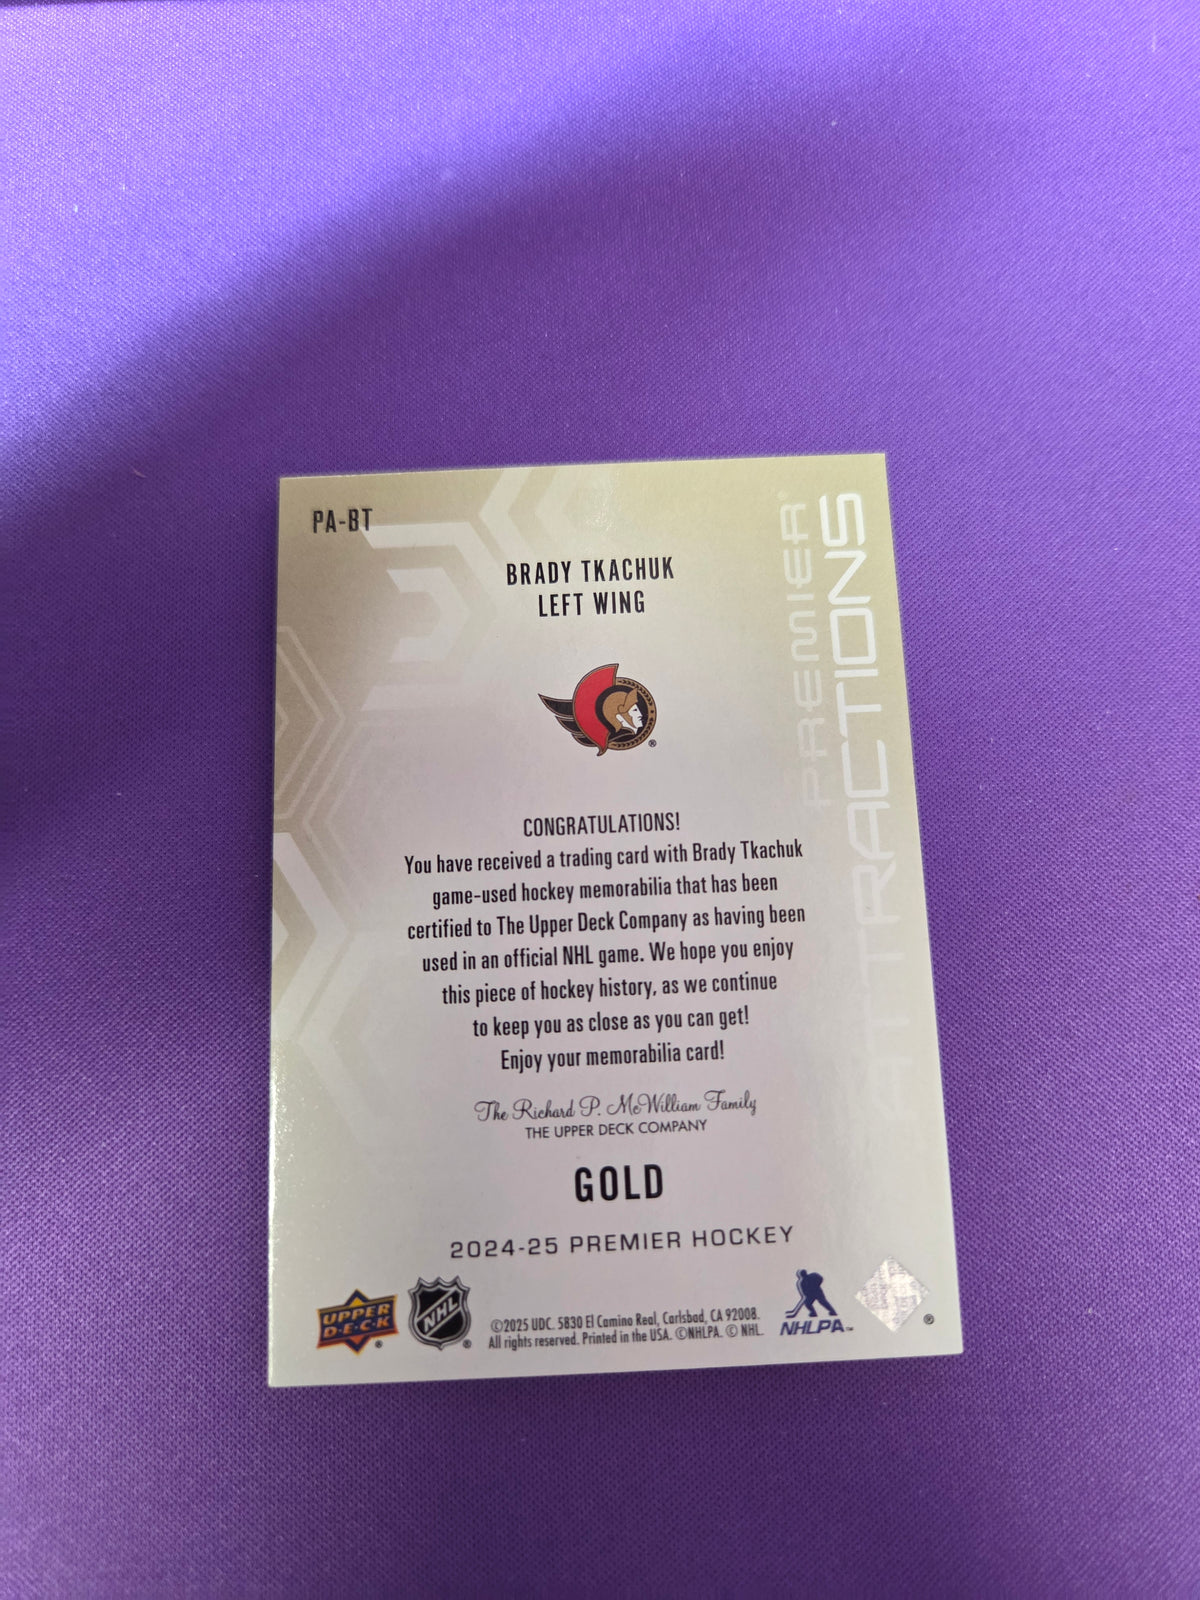 PA-BT
BRADY TKACHUK
LEFT WING
®
PREMIER®
ATTRACTIONS
CONGRATULATIONS!
You have received a trading card with Brady Tkachuk
game-used hockey memorabilia that has been
certified to The Upper Deck Company as having been
used in an official NHL game. We hope you enjoy
this piece of hockey history, as we continue
to keep you as close as you can get!
Enjoy your memorabilia card!
The Richard P. McWilliam Family
THE UPPER DECK COMPANY
GOLD
2024-25 PREMIER HOCKEY
UPPER
D·E·C·K
®
NHL
®
©2025 UDC. 5830 El Camino Real, Carlsbad, CA 92008.
All rights reserved. Printed in the USA. ©NHLPA. © NHL.
NHLPA™
®